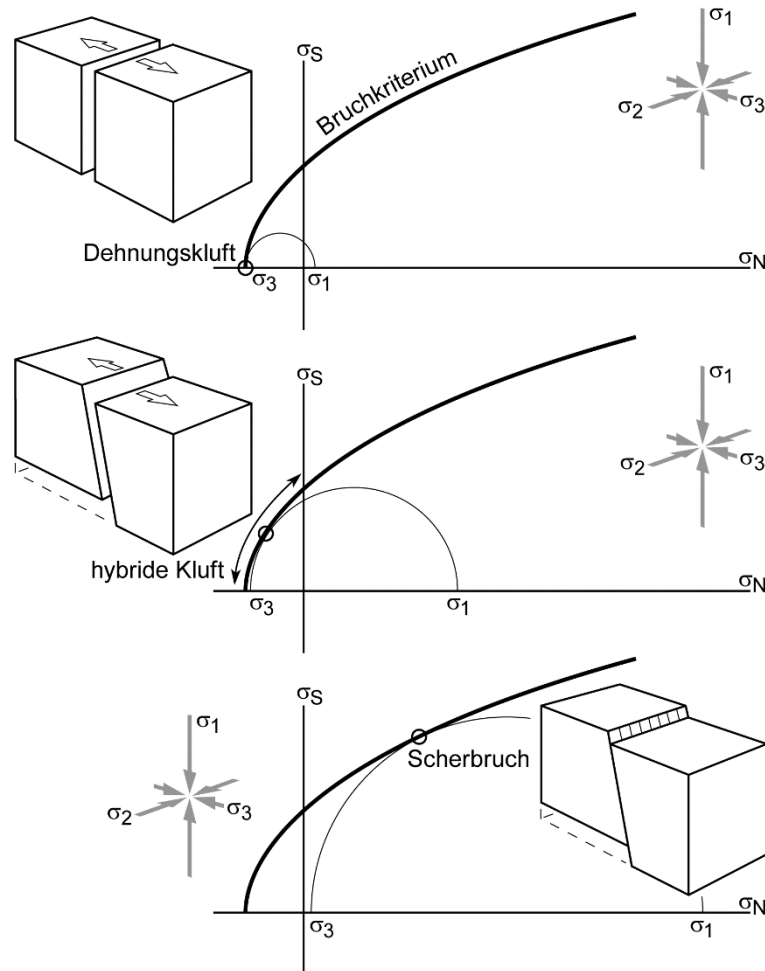 σ1
σS
Bruchkriterium
σ2
σ3
Dehnungskluft
σ3
σ1
σN
σS
σ1
σ2
σ3
hybride Kluft
σ3
σ1
σN
σS
σ1
Scherbruch
σ2
σ3
σN
σ3
σ1